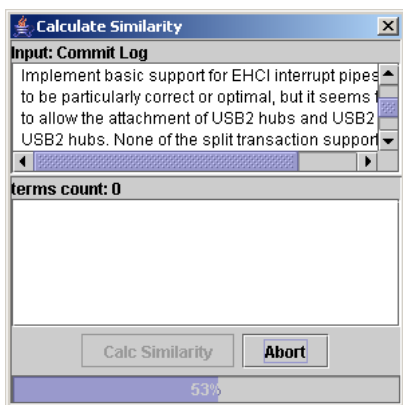 Calculate Similarity
Input: Commit Log
Implement basic support for EHCI interrupt pipes
to be particularly correct or optimal, but it seems
to allow the attachment of USB2 hubs and USB2
USB2 hubs. None of the split transaction support
terms count: 0
Calc Similarity
Abort
53%